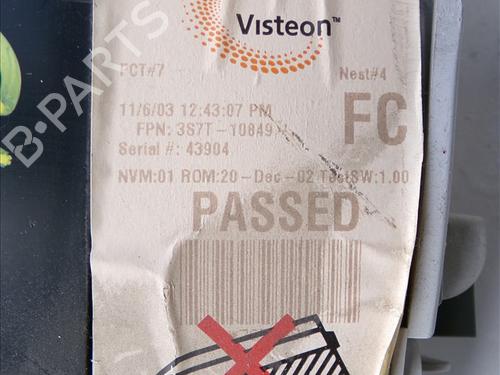 Visteon™
FCT#7 Nest#4
11/6/03 12:43:07 PM
FPN: 3S7T-10849
FC
Serial #: 43904
NVM:01 ROM:20-Dec-02 TestSW:1.00
PASSED
B-PARTS